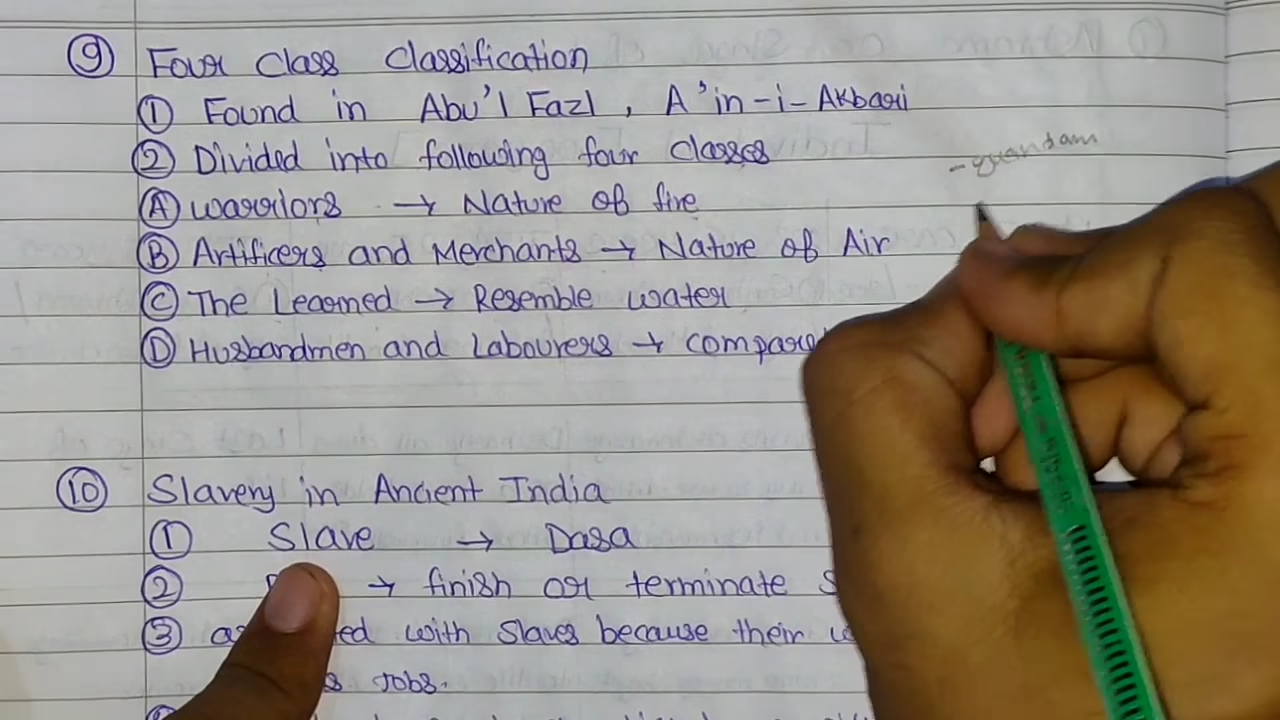 9 Four Class Classification
1 Found in Abu'l Fazl, A'in-i-Akbari
2 Divided into following four classes
A Warriors → Nature of fire
B Artificers and Merchants → Nature of Air
C The Learned → Resemble water
D Husbandmen and Labourers → compared
10 Slavery in Ancient India
1 Slave → Dasa
2 → finish or terminate
3 with Slaves because their
Jobs.